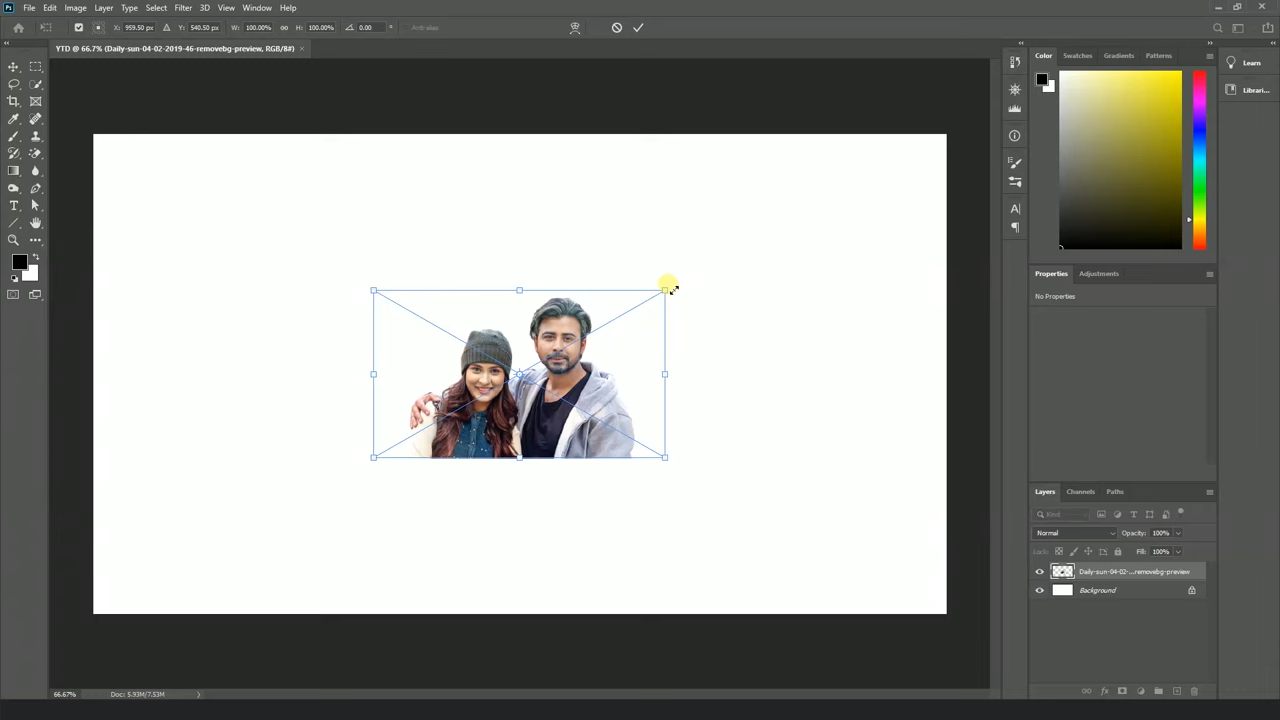 Ps File Edit Image Layer Type Select Filter 3D View Window Help
X: 959.50 px Y: 540.50 px W: 100.00% H: 100.00% 0.00 ° Anti-alias
YTD @ 66.7% (Daily-sun-04-02-2019-46-removebg-preview, RGB/8#) ×
Color Swatches Gradients Patterns
Learn
Librari...
Properties Adjustments
No Properties
Layers Channels Paths
Kind
Normal Opacity: 100%
Lock: Fill: 100%
Daily-sun-04-02-...removebg-preview
Background
66.67% Doc: 5.93M/7.53M